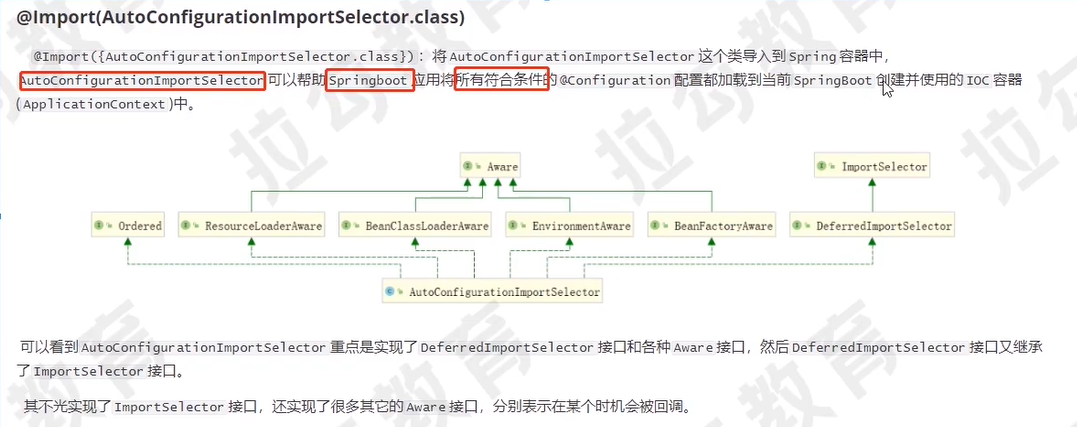 @Import(AutoConfigurationImportSelector.class)
@Import({AutoConfigurationImportSelector.class})：将 AutoConfigurationImportSelector 这个类导入到 Spring 容器中，
AutoConfigurationImportSelector 可以帮助 Springboot 应用将所有符合条件的 @Configuration 配置都加载到当前 SpringBoot 创建并使用的 IOC 容器
(ApplicationContext)中。
Aware
ImportSelector
Ordered
ResourceLoaderAware
BeanClassLoaderAware
EnvironmentAware
BeanFactoryAware
DeferredImportSelector
AutoConfigurationImportSelector
可以看到 AutoConfigurationImportSelector 重点是实现了 DeferredImportSelector 接口和各种 Aware 接口，然后 DeferredImportSelector 接口又继承
了 ImportSelector 接口。
其不光实现了 ImportSelector 接口，还实现了很多其它的 Aware 接口，分别表示在某个时机会被回调。
拉勾教育